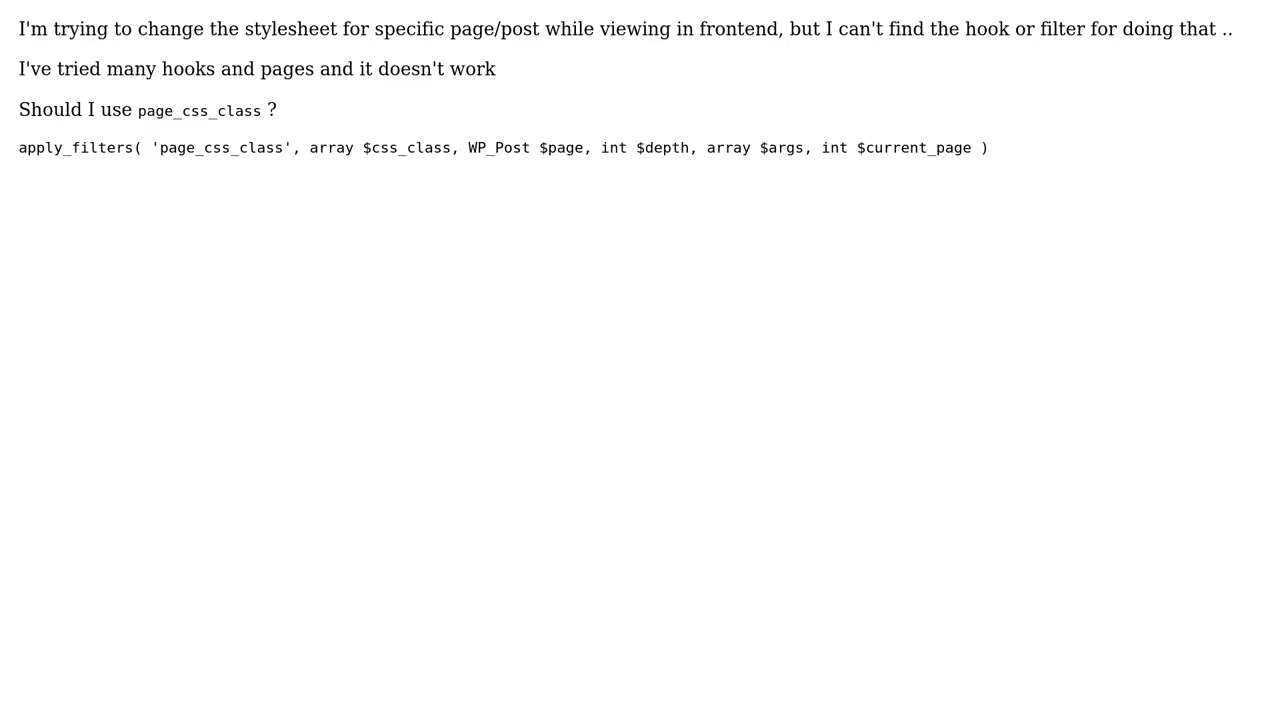 I'm trying to change the stylesheet for specific page/post while viewing in frontend, but I can't find the hook or filter for doing that ..
I've tried many hooks and pages and it doesn't work
Should I use page_css_class ?
apply_filters( 'page_css_class', array $css_class, WP_Post $page, int $depth, array $args, int $current_page )